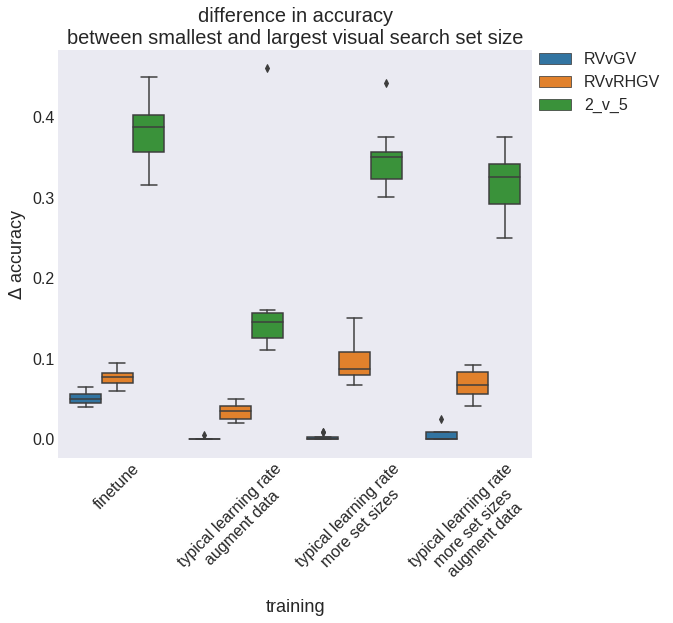 difference in accuracy
between smallest and largest visual search set size
RVvGV
RVvRHGV
2_v_5
Δ accuracy
0.4
0.3
0.2
0.1
0.0
finetune
typical learning rate
augment data
typical learning rate
more set sizes
typical learning rate
more set sizes
augment data
training